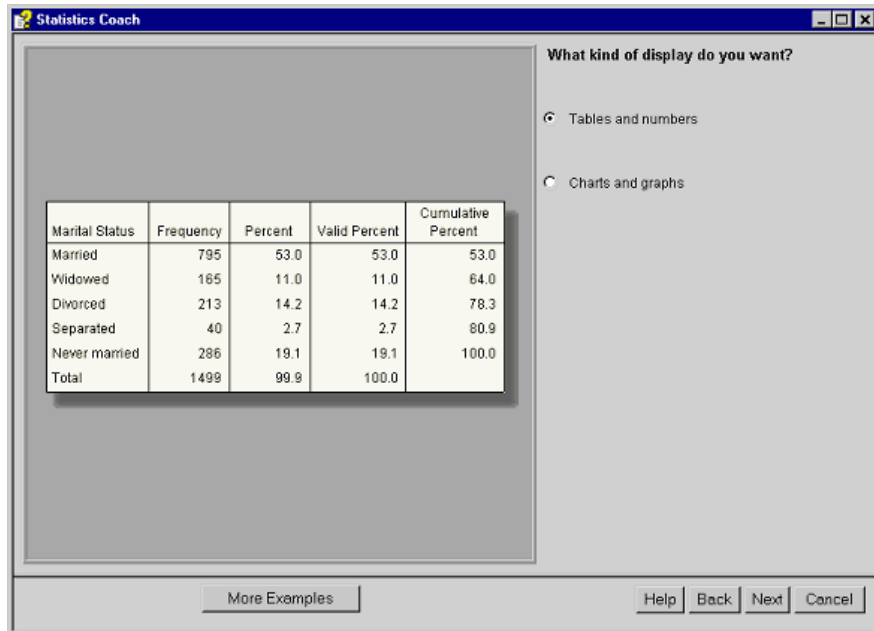 Statistics Coach
What kind of display do you want?
Tables and numbers
Charts and graphs
Marital Status Frequency Percent Valid Percent Cumulative Percent
Married 795 53.0 53.0 53.0
Widowed 165 11.0 11.0 64.0
Divorced 213 14.2 14.2 78.3
Separated 40 2.7 2.7 80.9
Never married 286 19.1 19.1 100.0
Total 1499 99.9 100.0
More Examples Help Back Next Cancel